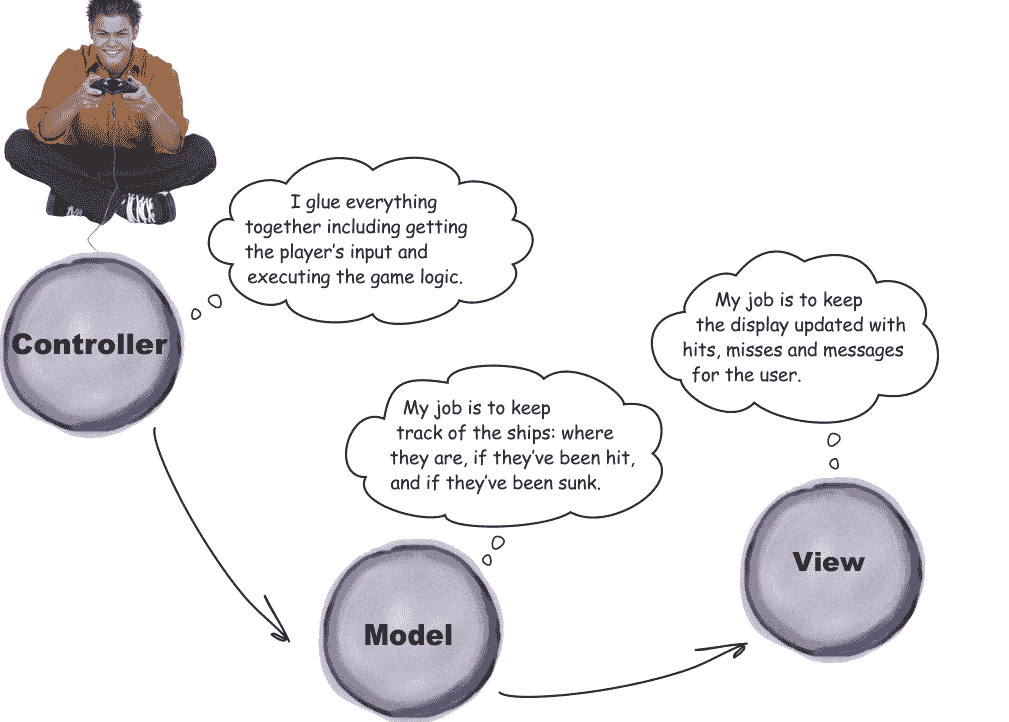 I glue everything
together including getting
the player's input and
executing the game logic.
Controller
My job is to keep
the display updated with
hits, misses and messages
for the user.
My job is to keep
track of the ships: where
they are, if they've been hit,
and if they've been sunk.
View
Model